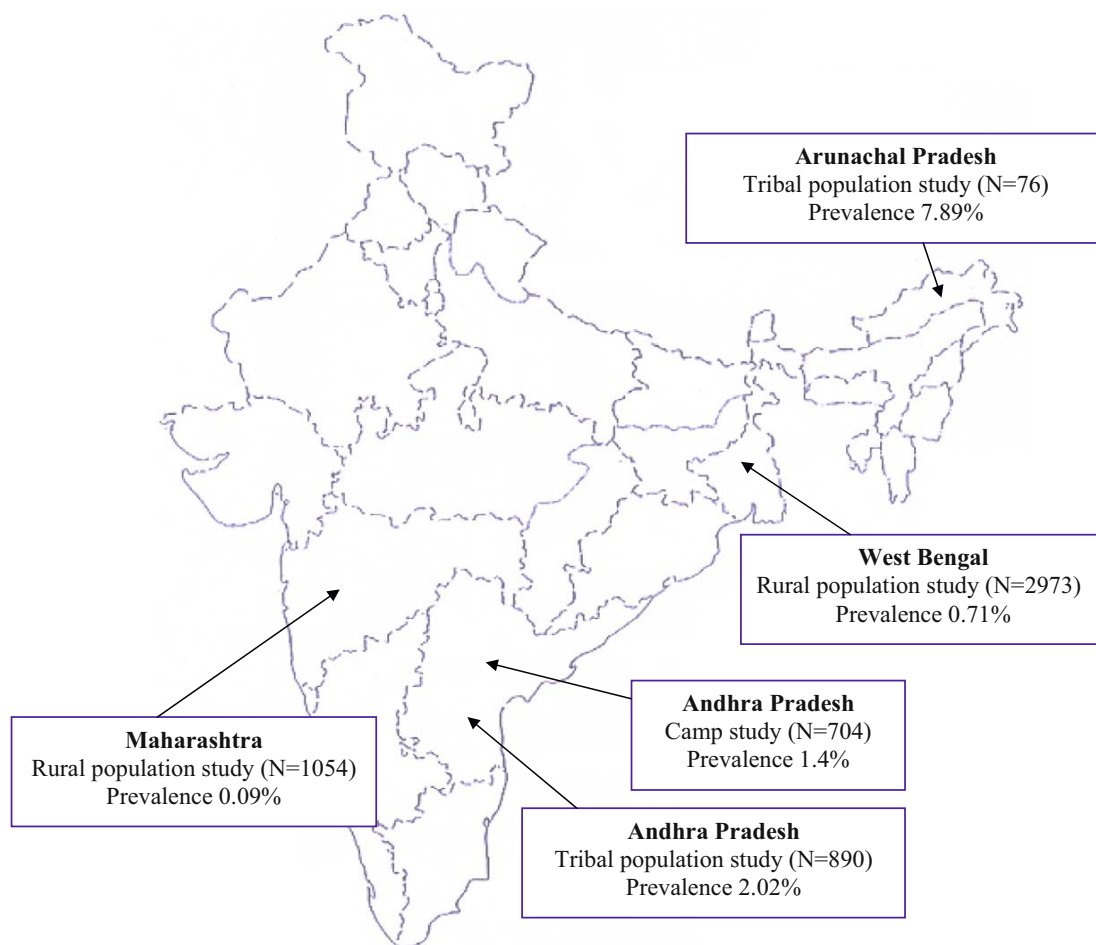 Arunachal Pradesh
Tribal population study (N=76)
Prevalence 7.89%
West Bengal
Rural population study (N=2973)
Prevalence 0.71%
Andhra Pradesh
Camp study (N=704)
Prevalence 1.4%
Maharashtra
Rural population study (N=1054)
Prevalence 0.09%
Andhra Pradesh
Tribal population study (N=890)
Prevalence 2.02%